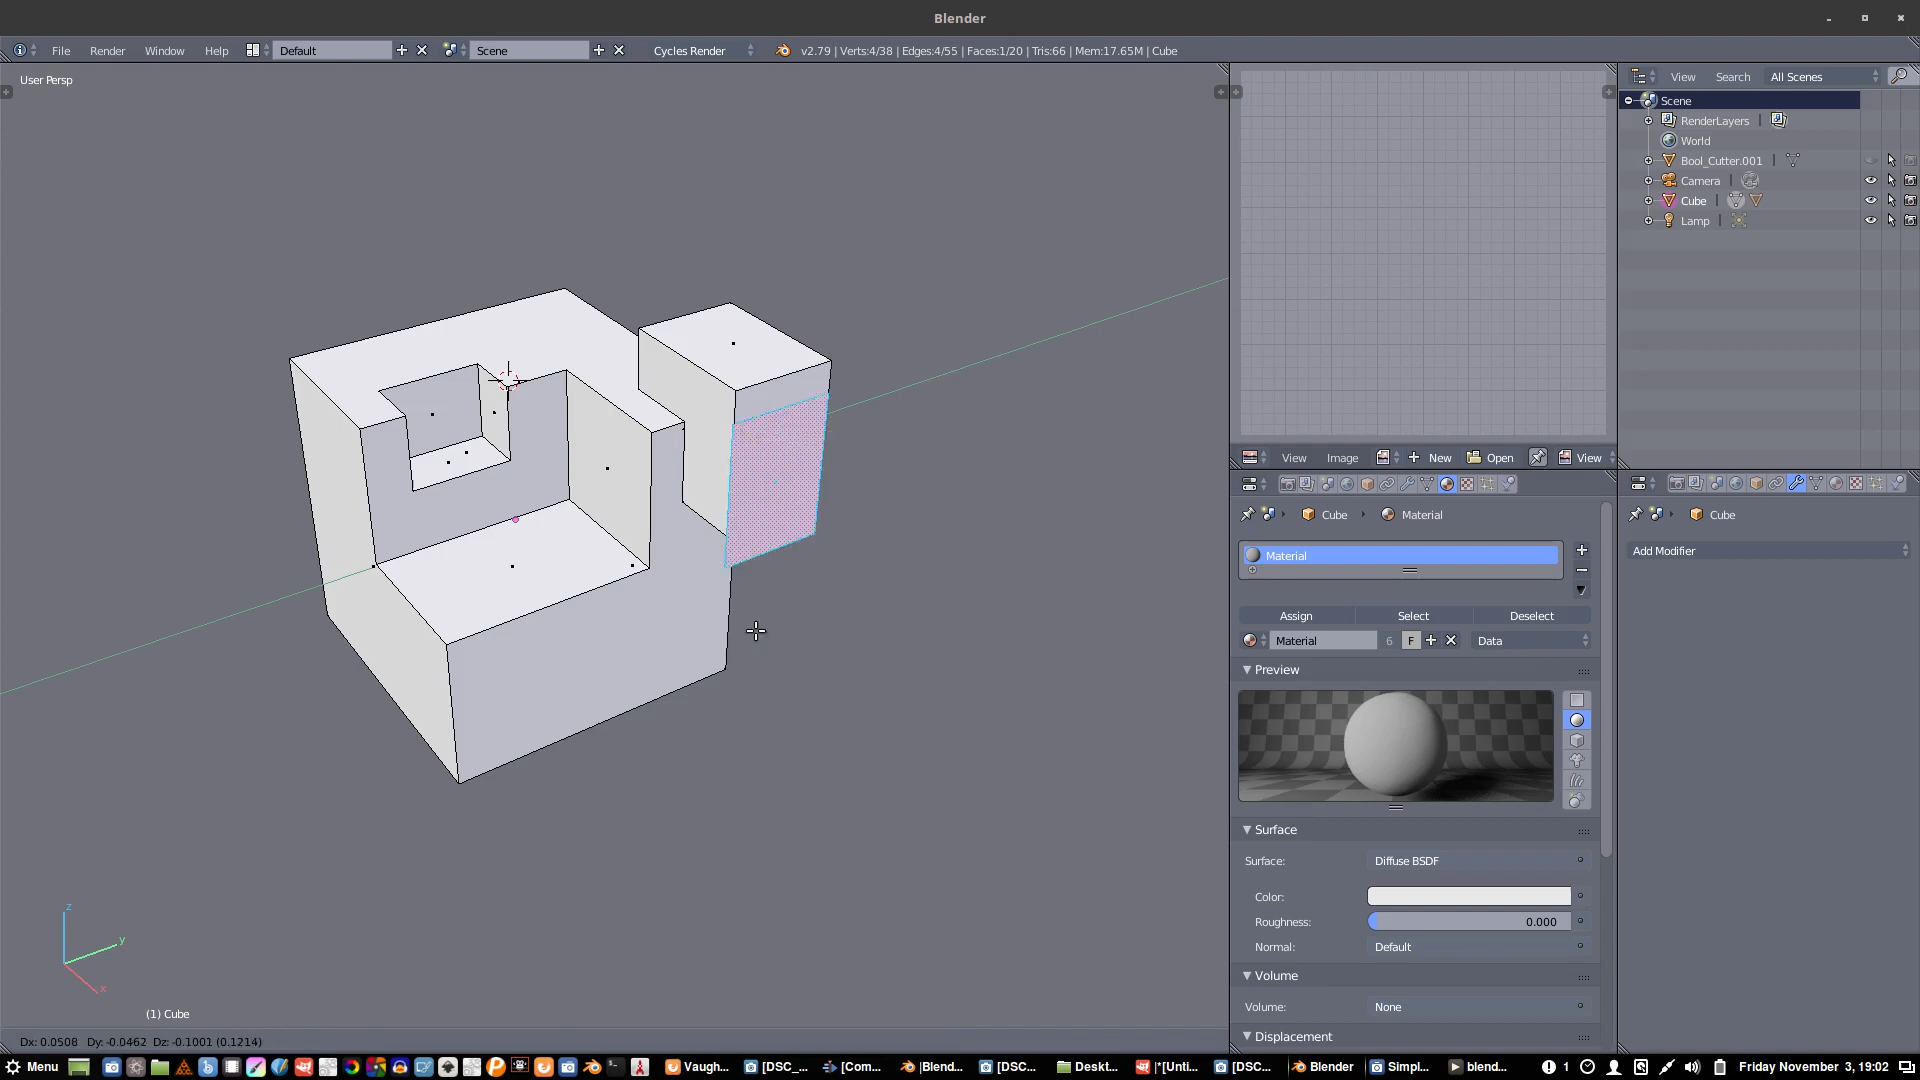 Blender
File Render Window Help Default Scene Cycles Render v2.79 | Verts:4/38 | Edges:4/55 | Faces:1/20 | Tris:66 | Mem:17.65M | Cube
User Persp
View Search All Scenes
Scene
RenderLayers
World
Bool_Cutter.001
Camera
Cube
Lamp
View Image New Open View
Cube Material
Cube
Material
Add Modifier
Assign Select Deselect
Material 6 F Data
Preview
Surface
Surface: Diffuse BSDF
Color:
Roughness: 0.000
Normal: Default
Volume
Volume: None
Displacement
z
y
x
(1) Cube
Dx: 0.0508 Dy: -0.0462 Dz: -0.1001 (0.1214)
Menu Vaugh... [DSC_... [Com... [Blend... [DSC... Deskt... |*[Unti... [DSC... Blender Simpl... blend... 1 Friday November 3, 19:02